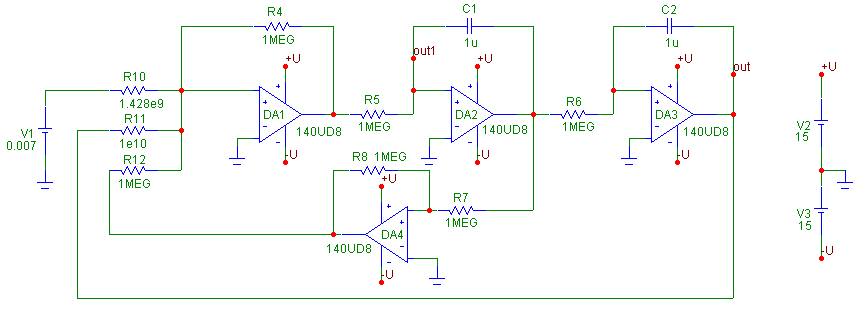 R4
1MEG
C1
1u
C2
1u
out1
out
+U
+U
+U
+U
R10
1.428e9
R11
1e10
R12
1MEG
V1
0.007
DA1
140UD8
-U
R5
1MEG
DA2
140UD8
-U
R6
1MEG
DA3
140UD8
-U
V2
15
V3
15
-U
R8 1MEG
+U
R7
1MEG
DA4
140UD8
-U